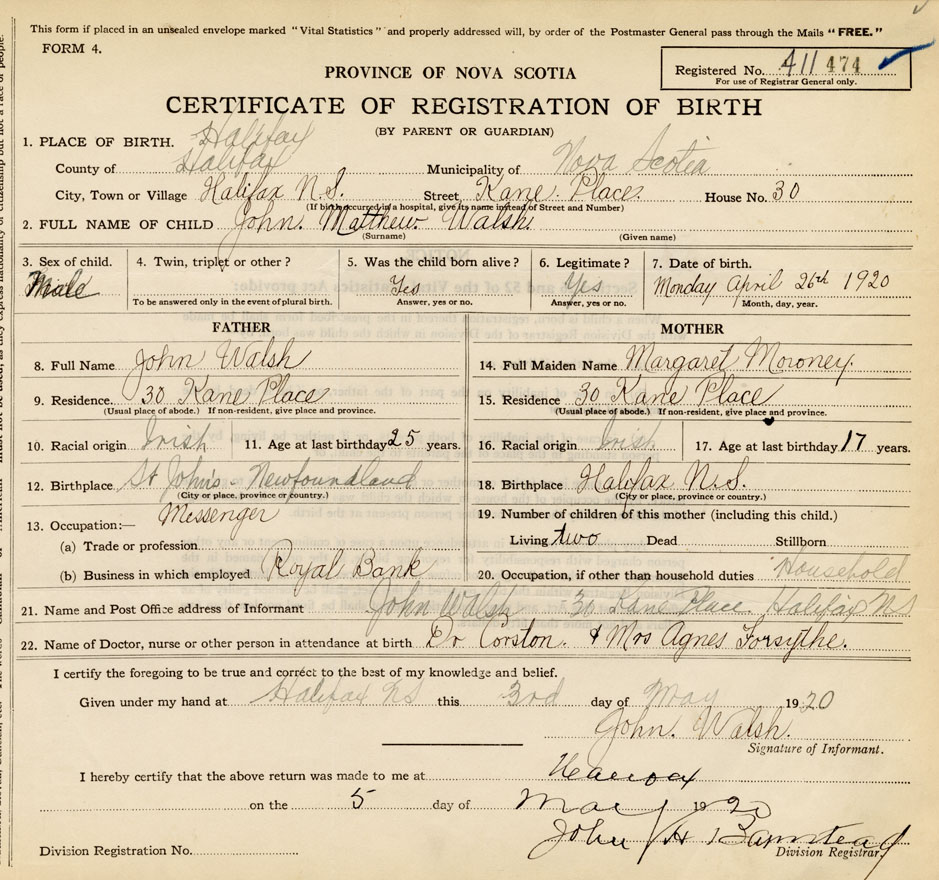 This form if placed in an unsealed envelope marked "Vital Statistics" and properly addressed will, by order of the Postmaster General pass through the Mails "FREE."
FORM 4.
Registered No. 411 474
For use of Registrar General only.
PROVINCE OF NOVA SCOTIA
CERTIFICATE OF REGISTRATION OF BIRTH
(BY PARENT OR GUARDIAN)
1. PLACE OF BIRTH. Halifax
County of Halifax Municipality of Nova Scotia
City, Town or Village Halifax N.S. Street, Kane Place. House No. 30
(If birth occurred in a hospital, give its name instead of Street and Number)
2. FULL NAME OF CHILD John. Matthew. Walsh.
(Surname) (Given name)
3. Sex of child. 4. Twin, triplet or other? 5. Was the child born alive? 6. Legitimate? 7. Date of birth.
Male Yes Yes Monday April 26th 1920
To be answered only in the event of plural birth. Answer, yes or no. Answer, yes or no. Month, day, year.
FATHER MOTHER
8. Full Name John Walsh 14. Full Maiden Name Margaret Moroney.
9. Residence. 30 Kane Place 15. Residence 30 Kane Place
(Usual place of abode.) If non-resident, give place and province. (Usual place of abode.) If non-resident, give place and province.
10. Racial origin Irish 11. Age at last birthday 25 years. 16. Racial origin Irish 17. Age at last birthday 17 years.
12. Birthplace St John's - Newfoundland 18. Birthplace Halifax N.S.
(City or place, province or country.) (City or place, province or country.)
13. Occupation:— Messenger 19. Number of children of this mother (including this child.)
(a) Trade or profession Living two Dead Stillborn
(b) Business in which employed Royal Bank 20. Occupation, if other than household duties Household
21. Name and Post Office address of Informant John Walsh - 30 Kane Place. Halifax NS
22. Name of Doctor, nurse or other person in attendance at birth Dr Corston. & Mrs Agnes Forsythe.
I certify the foregoing to be true and correct to the best of my knowledge and belief.
Given under my hand at Halifax NS this 3rd day of May 1920
John. Walsh.
Signature of Informant.
I hereby certify that the above return was made to me at Halifax
on the 5 day of May 1920
John H Barnstead
Division Registration No. Division Registrar.